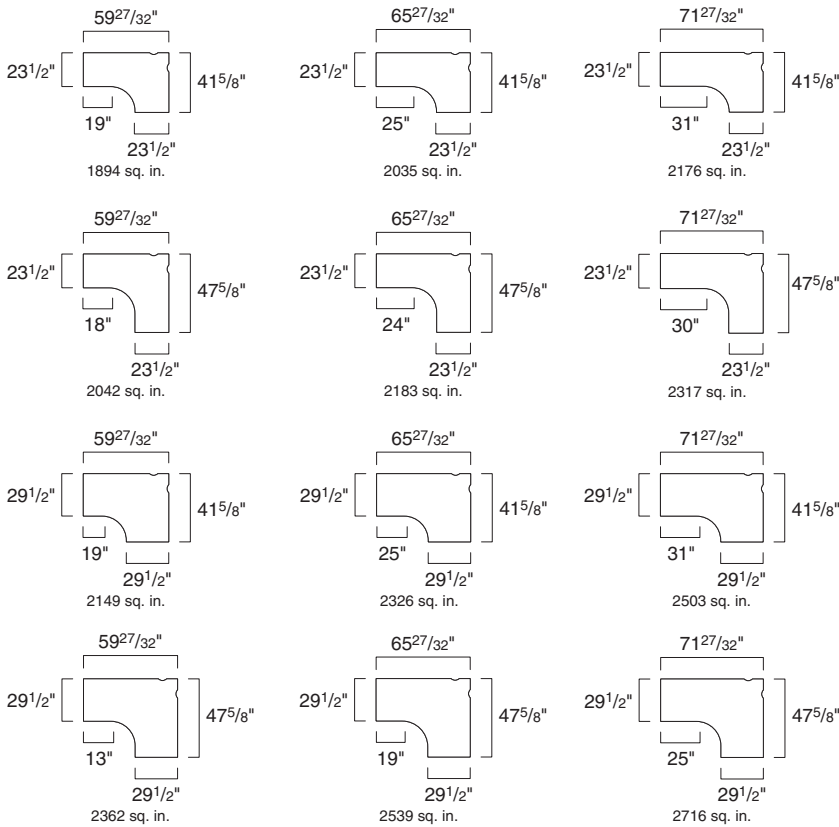 59 27/32" 65 27/32" 71 27/32"
23 1/2" 41 5/8" 23 1/2" 41 5/8" 23 1/2" 41 5/8"
19" 25" 31"
23 1/2" 23 1/2" 23 1/2"
1894 sq. in. 2035 sq. in. 2176 sq. in.
59 27/32" 65 27/32" 71 27/32"
23 1/2" 47 5/8" 23 1/2" 47 5/8" 23 1/2" 47 5/8"
18" 24" 30"
23 1/2" 23 1/2" 23 1/2"
2042 sq. in. 2183 sq. in. 2317 sq. in.
59 27/32" 65 27/32" 71 27/32"
29 1/2" 41 5/8" 29 1/2" 41 5/8" 29 1/2" 41 5/8"
19" 25" 31"
29 1/2" 29 1/2" 29 1/2"
2149 sq. in. 2326 sq. in. 2503 sq. in.
59 27/32" 65 27/32" 71 27/32"
29 1/2" 47 5/8" 29 1/2" 47 5/8" 29 1/2" 47 5/8"
13" 19" 25"
29 1/2" 29 1/2" 29 1/2"
2362 sq. in. 2539 sq. in. 2716 sq. in.